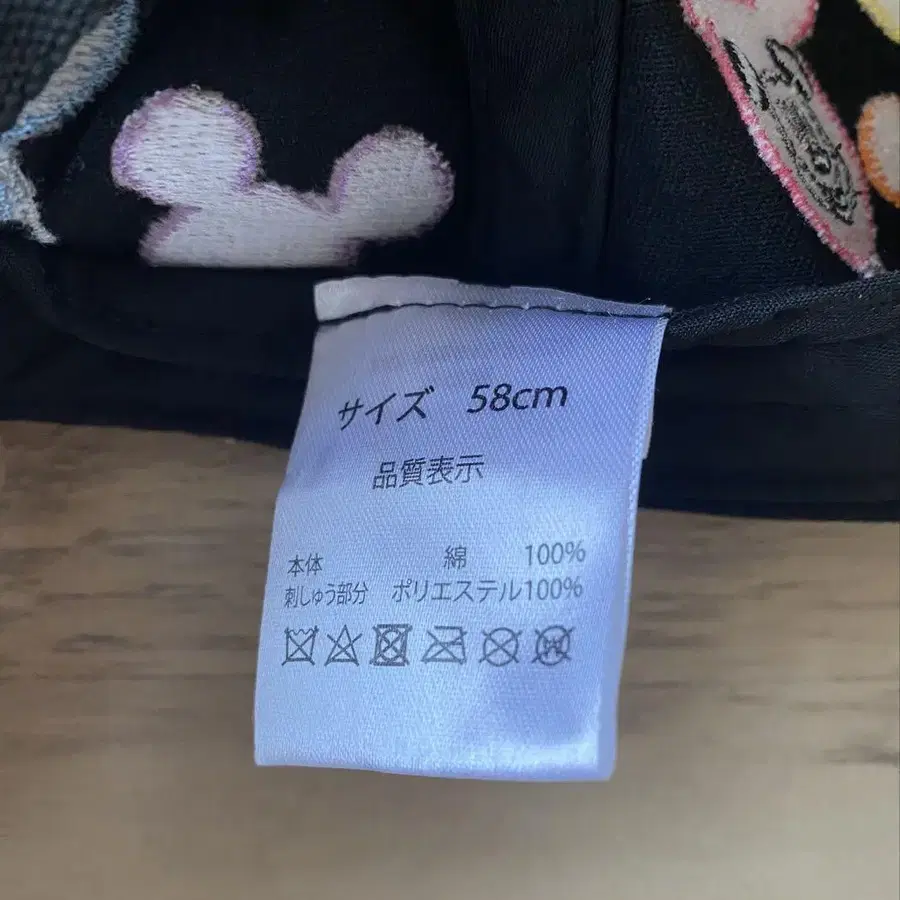 サイズ 58cm
品質表示
本体 綿 100%
刺しゅう部分 ポリエステル100%